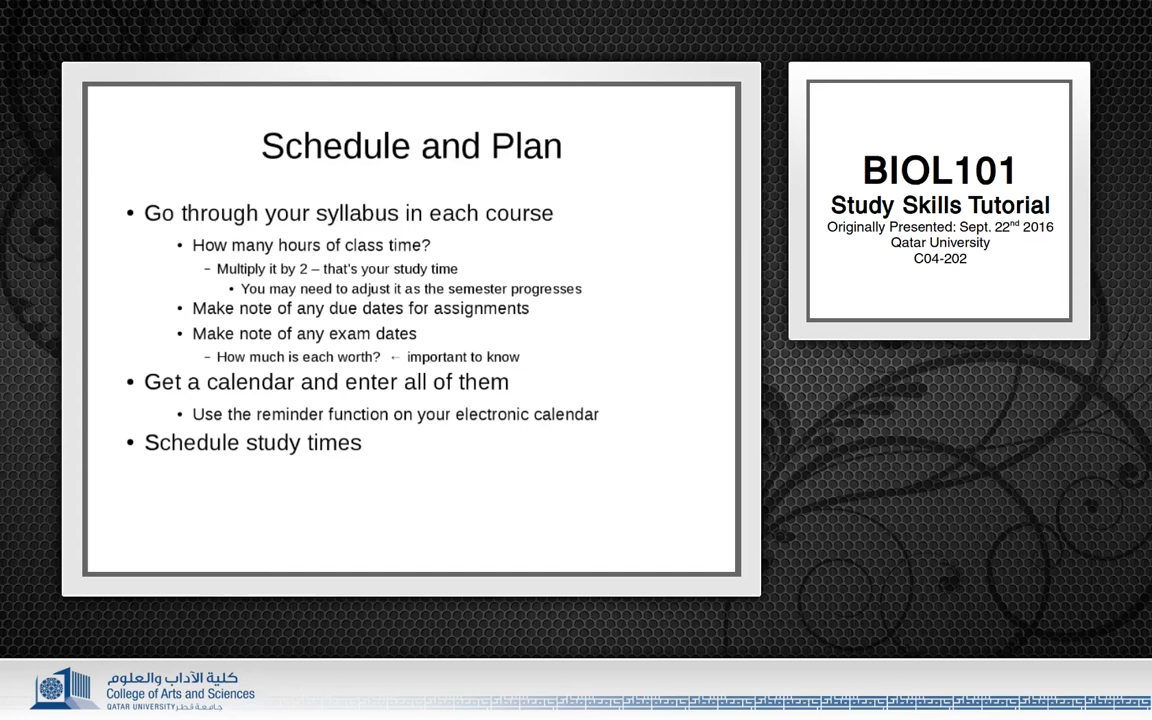 Schedule and Plan
• Go through your syllabus in each course
• How many hours of class time?
– Multiply it by 2 – that's your study time
• You may need to adjust it as the semester progresses
• Make note of any due dates for assignments
• Make note of any exam dates
– How much is each worth? ← important to know
• Get a calendar and enter all of them
• Use the reminder function on your electronic calendar
• Schedule study times
BIOL101
Study Skills Tutorial
Originally Presented: Sept. 22nd 2016
Qatar University
C04-202
كلية الآداب والعلوم
College of Arts and Sciences
QATAR UNIVERSITY جامعة قطر